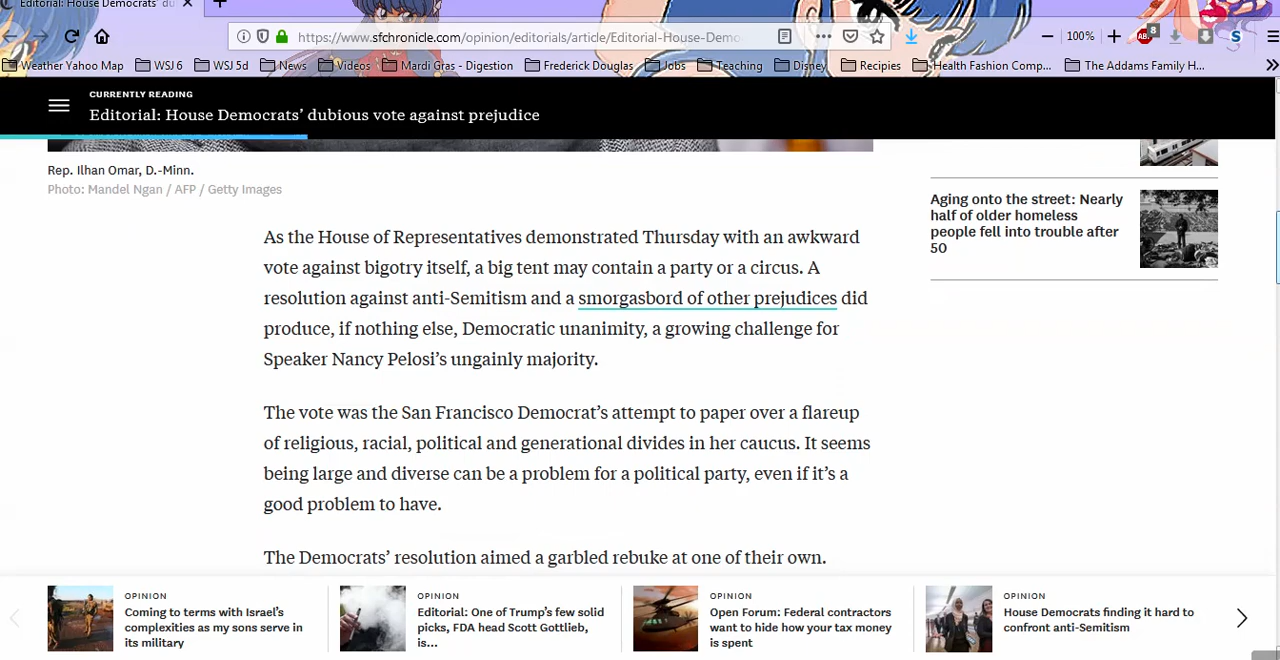 Editorial: House Democrats' du
https://www.sfchronicle.com/opinion/editorials/article/Editorial-House-Demo
100%
ABP 8
S
Weather Yahoo Map WSJ 6 WSJ 5d News Videos Mardi Gras - Digestion Frederick Douglas Jobs Teaching Disney Recipies Health Fashion Comp... The Addams Family H...
CURRENTLY READING
Editorial: House Democrats’ dubious vote against prejudice
Rep. Ilhan Omar, D.-Minn.
Photo: Mandel Ngan / AFP / Getty Images
As the House of Representatives demonstrated Thursday with an awkward
vote against bigotry itself, a big tent may contain a party or a circus. A
resolution against anti-Semitism and a smorgasbord of other prejudices did
produce, if nothing else, Democratic unanimity, a growing challenge for
Speaker Nancy Pelosi’s ungainly majority.
The vote was the San Francisco Democrat’s attempt to paper over a flareup
of religious, racial, political and generational divides in her caucus. It seems
being large and diverse can be a problem for a political party, even if it’s a
good problem to have.
The Democrats’ resolution aimed a garbled rebuke at one of their own.
Aging onto the street: Nearly
half of older homeless
people fell into trouble after
50
OPINION
Coming to terms with Israel’s
complexities as my sons serve in
its military
OPINION
Editorial: One of Trump’s few solid
picks, FDA head Scott Gottlieb,
is...
OPINION
Open Forum: Federal contractors
want to hide how your tax money
is spent
OPINION
House Democrats finding it hard to
confront anti-Semitism